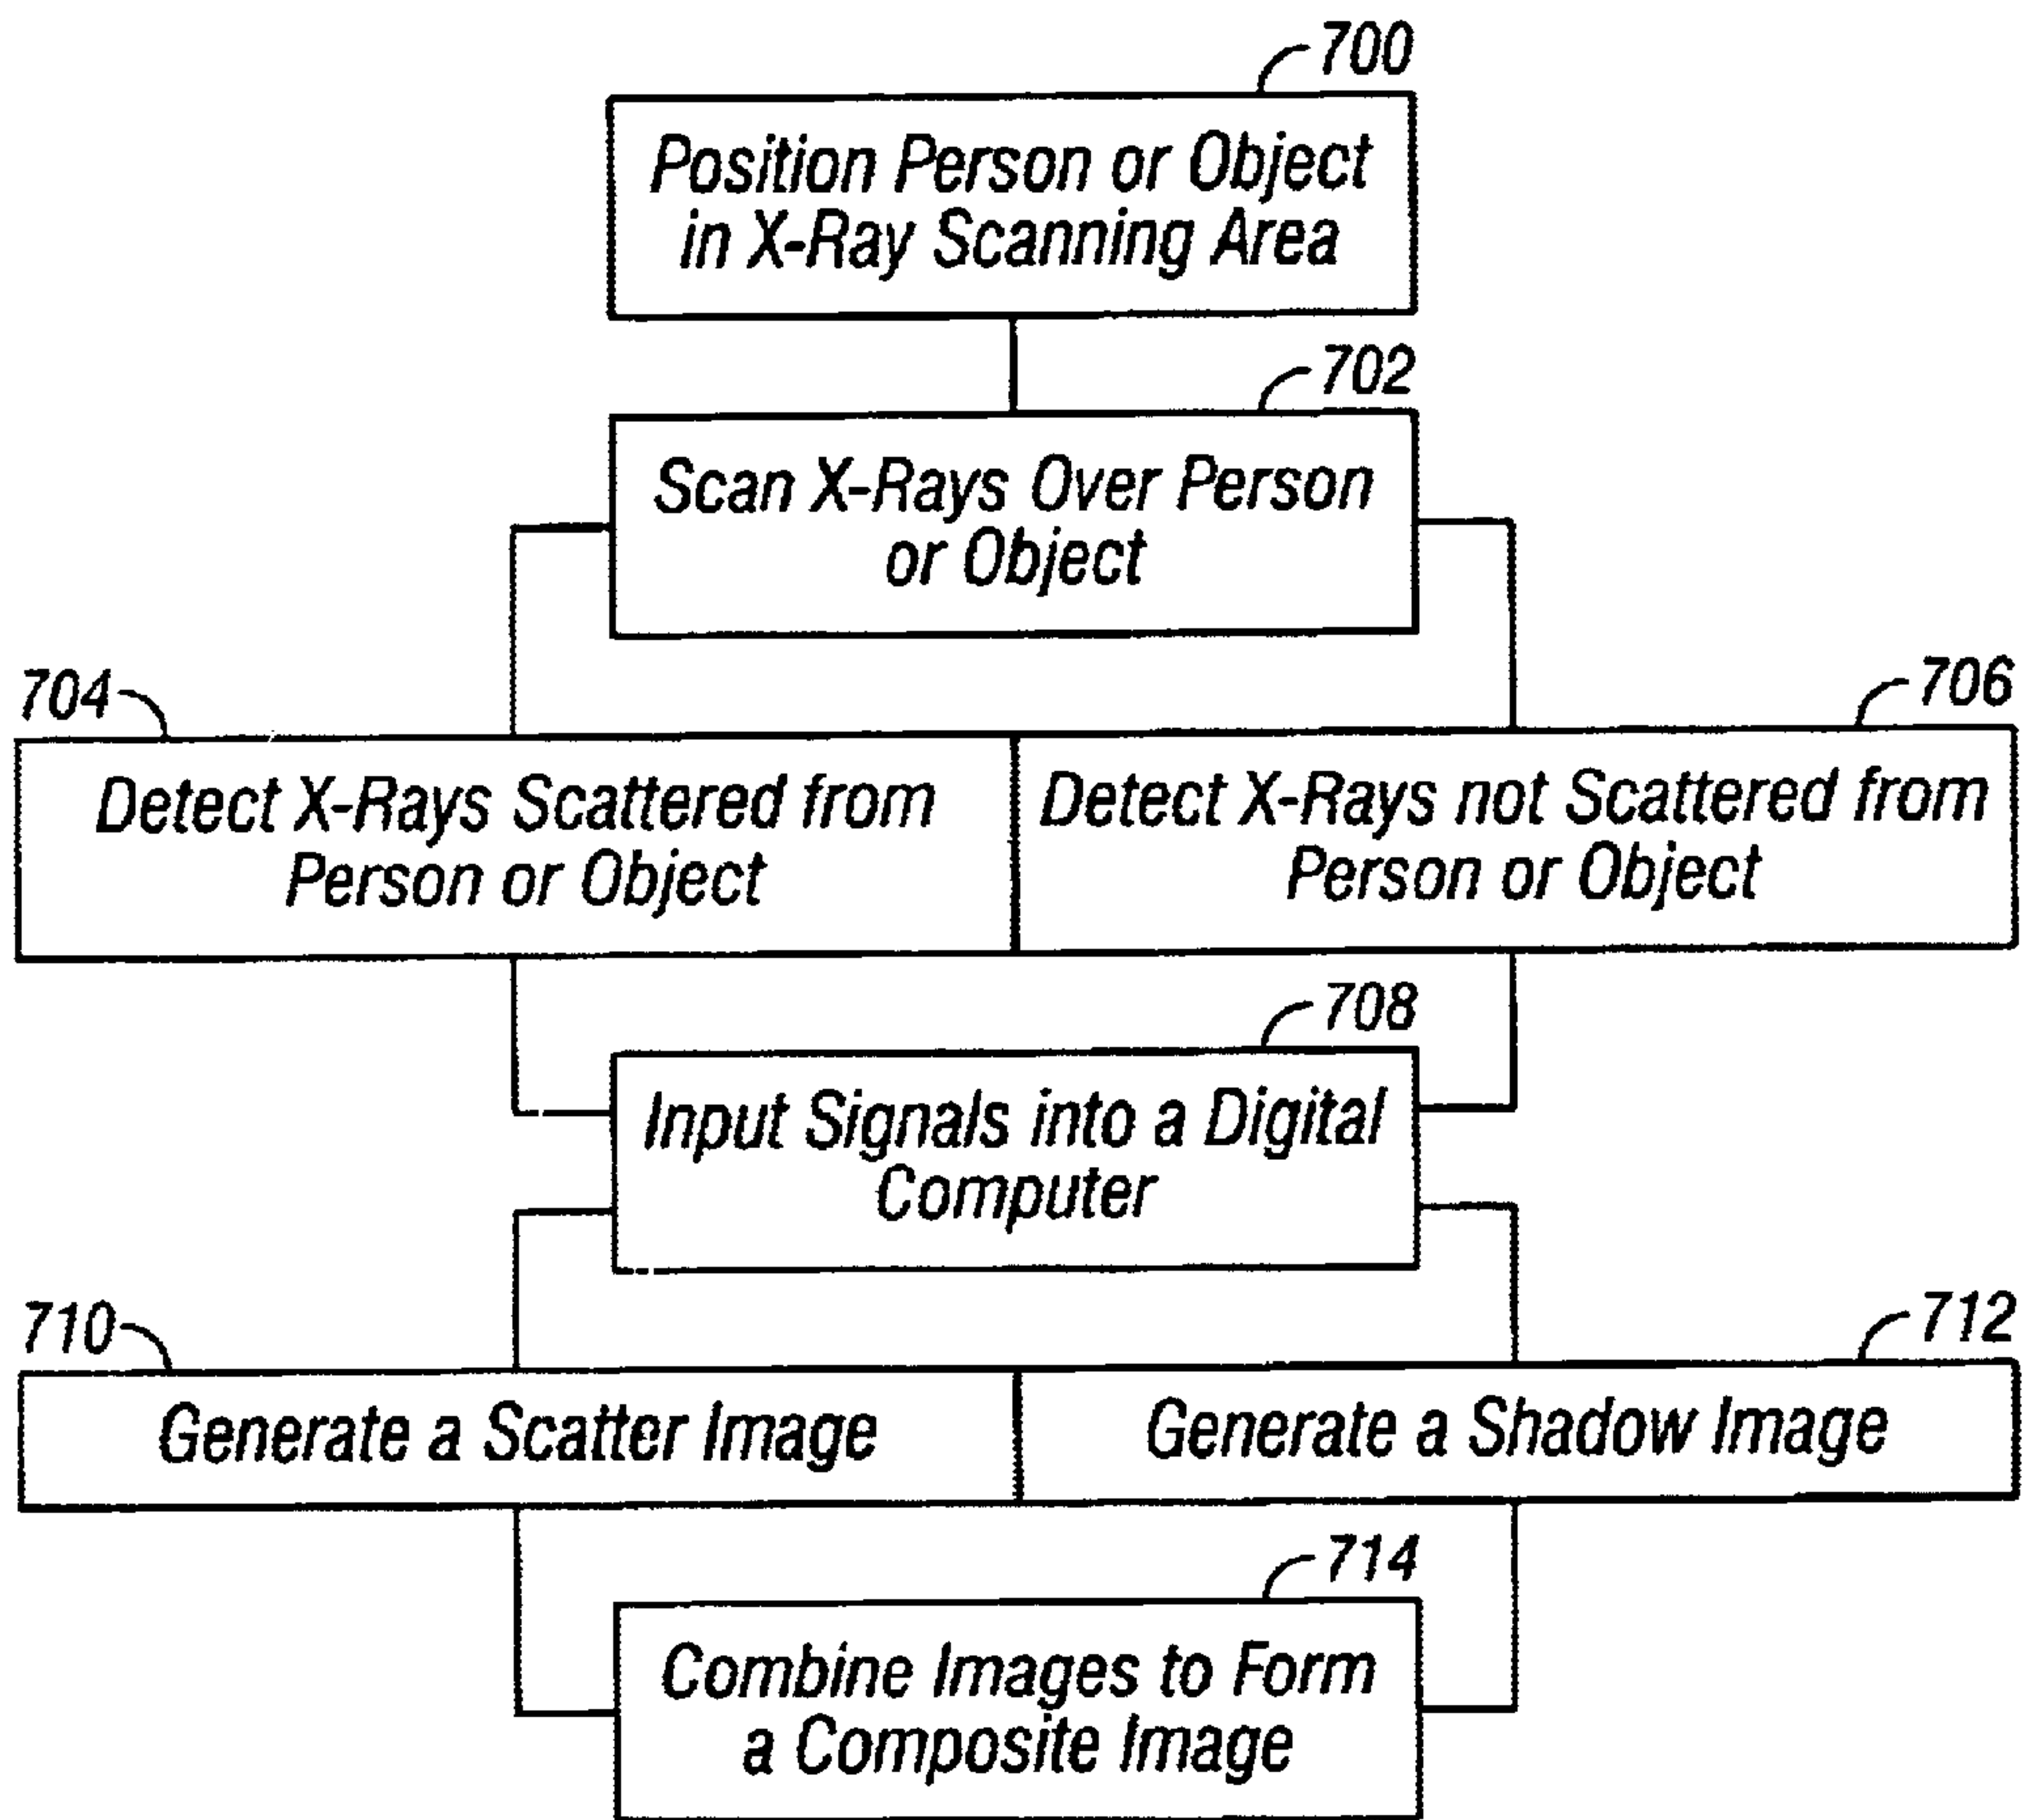 700
Position Person or Object
in X-Ray Scanning Area
702
Scan X-Rays Over Person
or Object
704
706
Detect X-Rays Scattered from
Person or Object
Detect X-Rays not Scattered from
Person or Object
708
Input Signals into a Digital
Computer
710
712
Generate a Scatter Image
Generate a Shadow Image
714
Combine Images to Form
a Composite Image